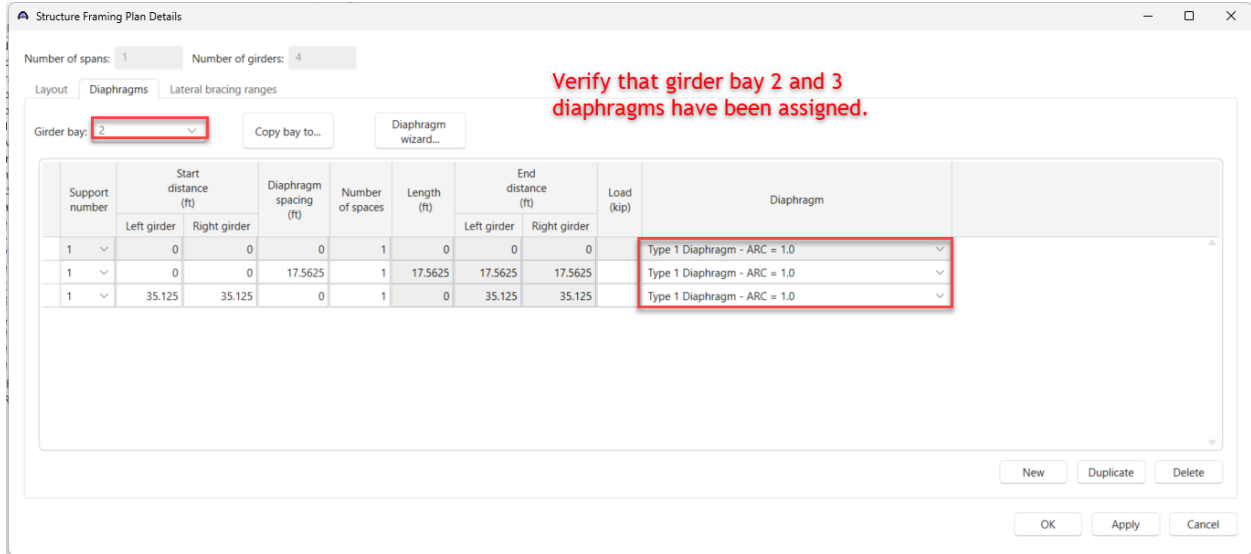 Structure Framing Plan Details
Number of spans: 1 Number of girders: 4
Layout Diaphragms Lateral bracing ranges
Verify that girder bay 2 and 3
diaphragms have been assigned.
Girder bay: 2 Copy bay to... Diaphragm
wizard...
Support
number
Start
distance
(ft)
Left girder Right girder
Diaphragm
spacing
(ft)
Number
of spaces
Length
(ft)
End
distance
(ft)
Left girder Right girder
Load
(kip)
Diaphragm
1 0 0 0 1 0 0 0 Type 1 Diaphragm - ARC = 1.0
1 0 0 17.5625 1 17.5625 17.5625 17.5625 Type 1 Diaphragm - ARC = 1.0
1 35.125 35.125 0 1 0 35.125 35.125 Type 1 Diaphragm - ARC = 1.0
New Duplicate Delete
OK Apply Cancel